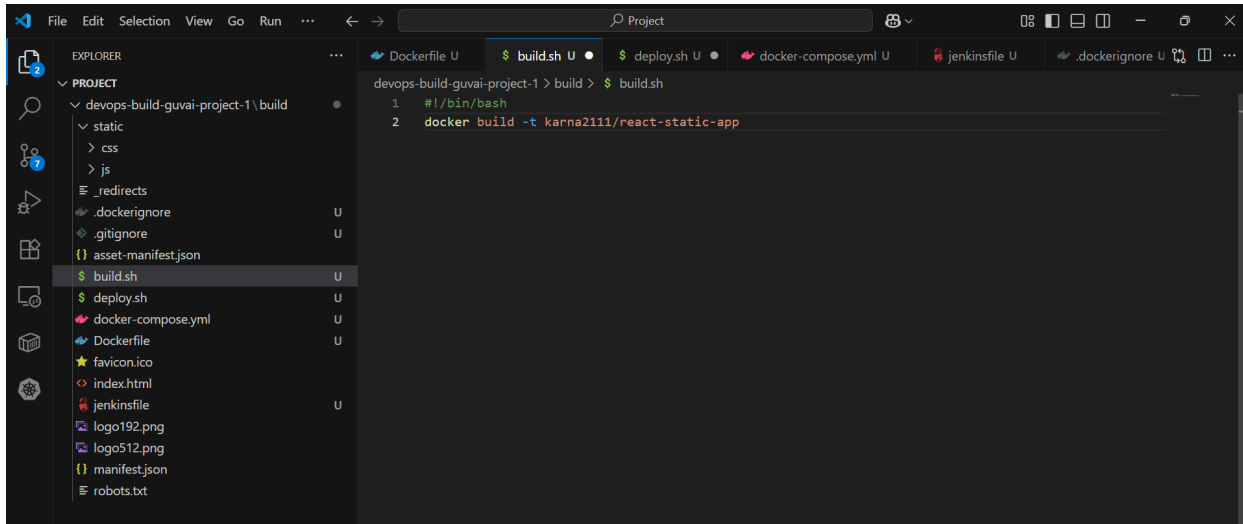 File Edit Selection View Go Run ··· ← → Project
EXPLORER ···
PROJECT
devops-build-guvai-project-1 \ build
static
css
js
_redirects
.dockerignore U
.gitignore U
{} asset-manifest.json
$ build.sh U
$ deploy.sh U
docker-compose.yml U
Dockerfile U
favicon.ico
<> index.html
jenkinsfile U
logo192.png
logo512.png
{} manifest.json
robots.txt
2
7
Dockerfile U $ build.sh U ● $ deploy.sh U ● docker-compose.yml U jenkinsfile U .dockerignore U ···
devops-build-guvai-project-1 > build > $ build.sh
1 #!/bin/bash
2 docker build -t karna2111/react-static-app